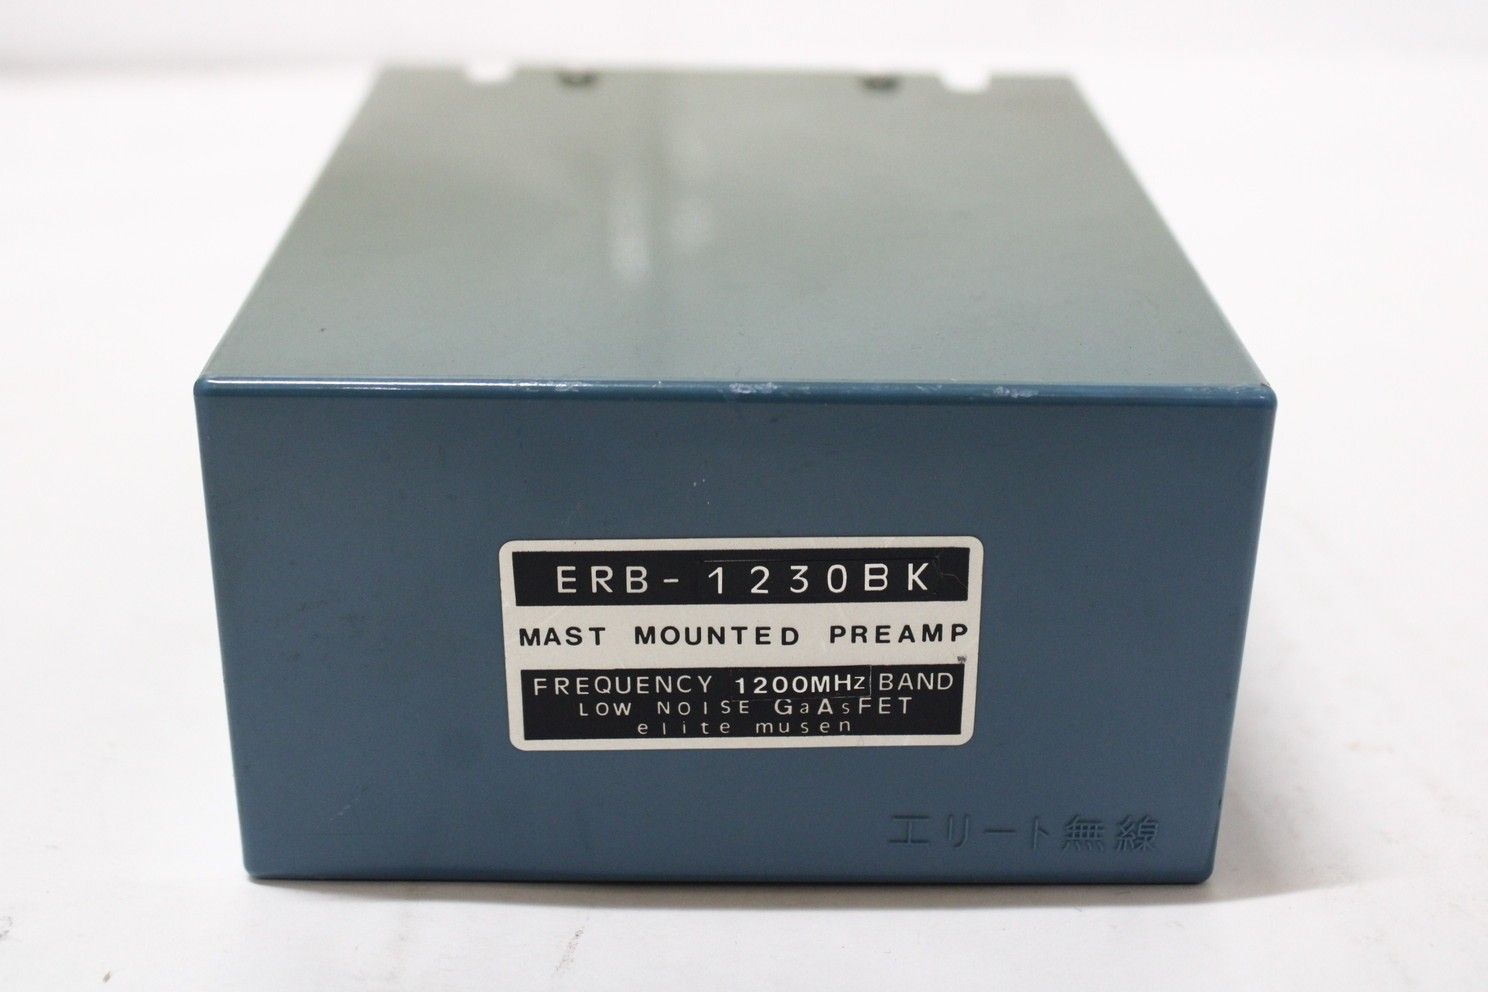 ERB-1230BK
MAST MOUNTED PREAMP
FREQUENCY 1200MHz BAND
LOW NOISE GaAsFET
elite musen
エリート無線